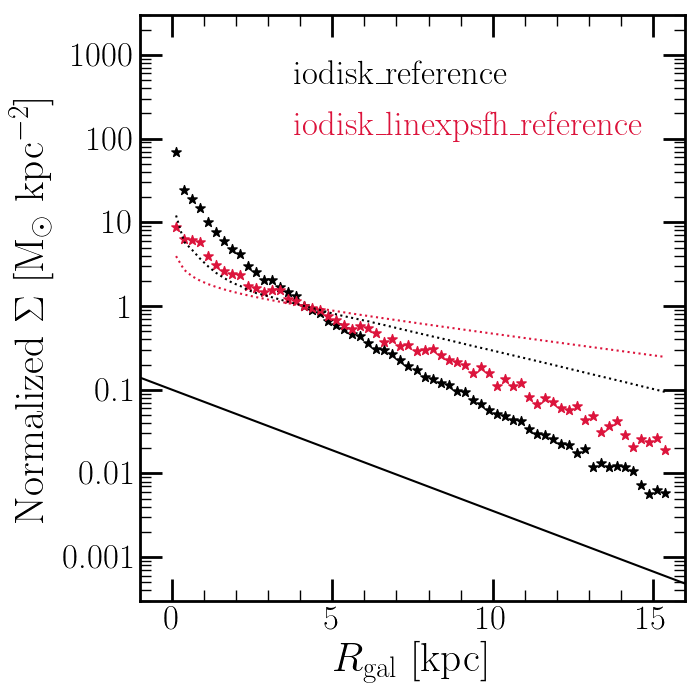 iodisk_reference
iodisk_linexpsfh_reference
1000
100
10
1
0.1
0.01
0.001
Normalized Σ [M⊙ kpc⁻²]
0 5 10 15
R_gal [kpc]